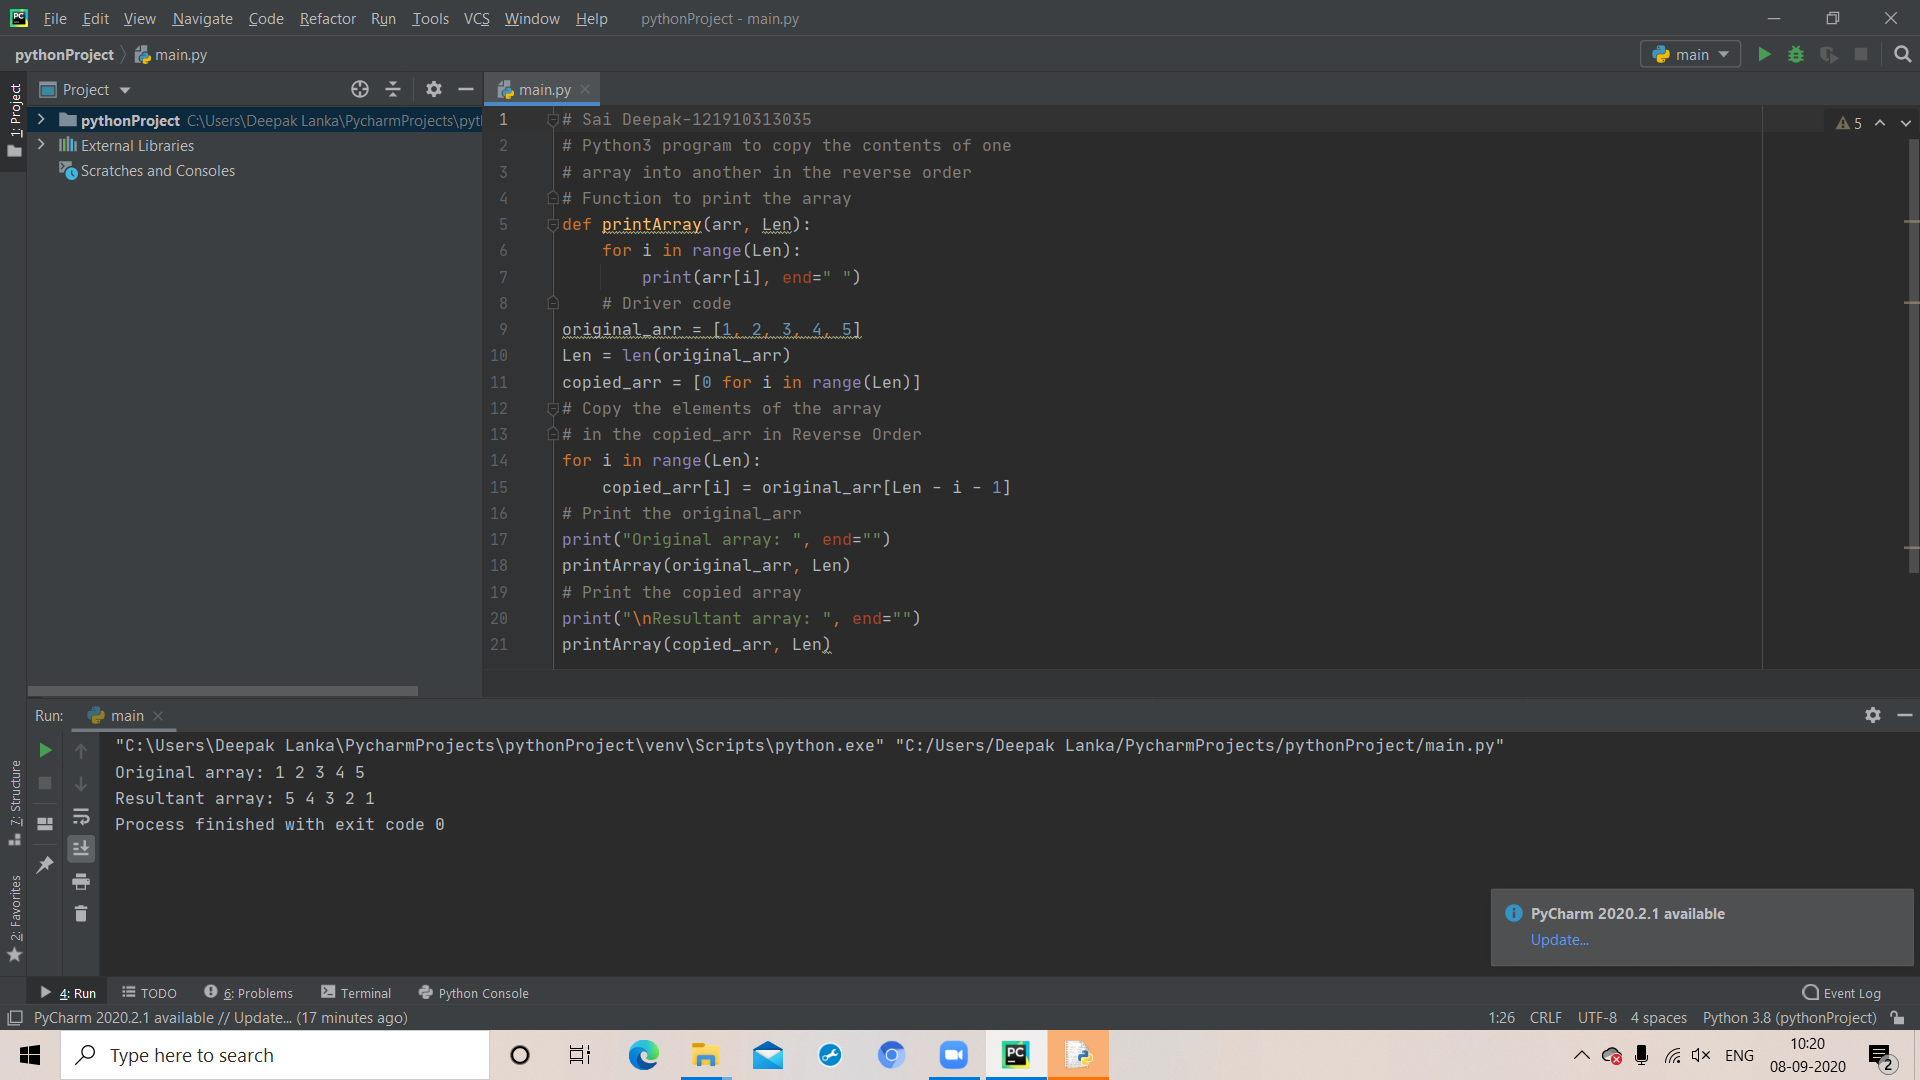 File Edit View Navigate Code Refactor Run Tools VCS Window Help pythonProject - main.py
pythonProject main.py
main
1: Project
Project
pythonProject C:\Users\Deepak Lanka\PycharmProjects\pyt
External Libraries
Scratches and Consoles
main.py
5
1 # Sai Deepak-121910313035
2 # Python3 program to copy the contents of one
3 # array into another in the reverse order
4 # Function to print the array
5 def printArray(arr, Len):
6     for i in range(Len):
7         print(arr[i], end=" ")
8     # Driver code
9 original_arr = [1, 2, 3, 4, 5]
10 Len = len(original_arr)
11 copied_arr = [0 for i in range(Len)]
12 # Copy the elements of the array
13 # in the copied_arr in Reverse Order
14 for i in range(Len):
15     copied_arr[i] = original_arr[Len - i - 1]
16 # Print the original_arr
17 print("Original array: ", end="")
18 printArray(original_arr, Len)
19 # Print the copied array
20 print("\nResultant array: ", end="")
21 printArray(copied_arr, Len)
Run: main
"C:\Users\Deepak Lanka\PycharmProjects\pythonProject\venv\Scripts\python.exe" "C:/Users/Deepak Lanka/PycharmProjects/pythonProject/main.py"
Original array: 1 2 3 4 5
Resultant array: 5 4 3 2 1
Process finished with exit code 0
7: Structure
2: Favorites
PyCharm 2020.2.1 available
Update...
4: Run TODO 6: Problems Terminal Python Console Event Log
PyCharm 2020.2.1 available // Update... (17 minutes ago) 1:26 CRLF UTF-8 4 spaces Python 3.8 (pythonProject)
Type here to search
PC
ENG
10:20
08-09-2020
2